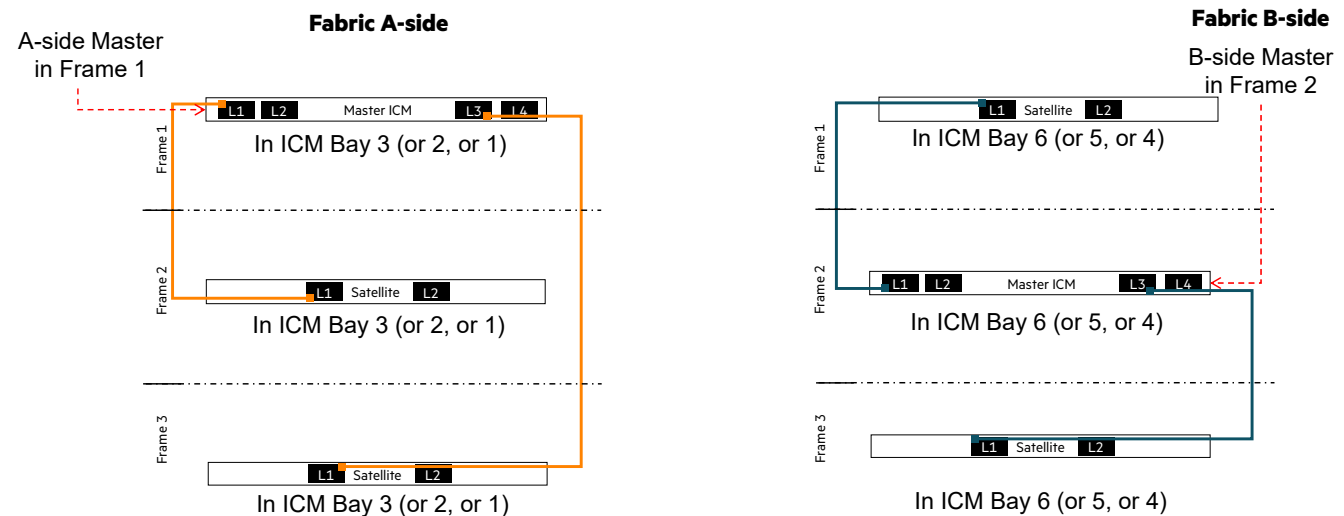 Fabric A-side
A-side Master
in Frame 1
L1 L2 Master ICM L3 L4
In ICM Bay 3 (or 2, or 1)
Frame 1
L1 Satellite L2
In ICM Bay 3 (or 2, or 1)
Frame 2
L1 Satellite L2
In ICM Bay 3 (or 2, or 1)
Frame 3
Fabric B-side
B-side Master
in Frame 2
L1 Satellite L2
In ICM Bay 6 (or 5, or 4)
Frame 1
L1 L2 Master ICM L3 L4
In ICM Bay 6 (or 5, or 4)
Frame 2
L1 Satellite L2
In ICM Bay 6 (or 5, or 4)
Frame 3